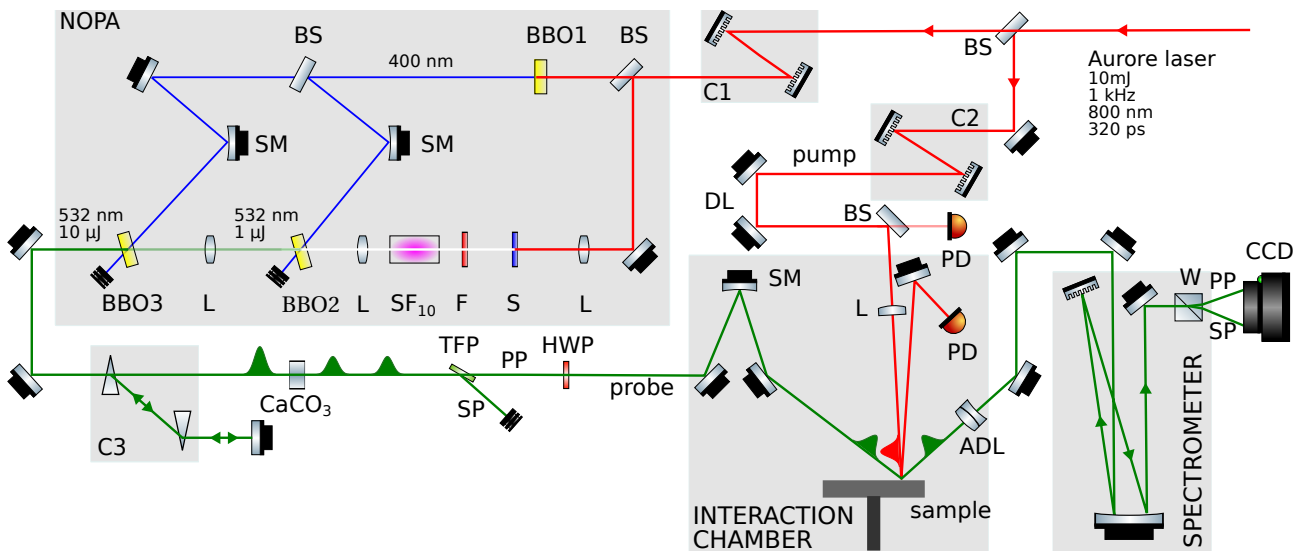 NOPA
BS
BBO1
BS
BS
Aurore laser
10mJ
1 kHz
800 nm
320 ps
400 nm
C1
C2
SM
SM
pump
DL
BS
PD
532 nm
10 µJ
532 nm
1 µJ
BBO3
L
BBO2
L
SF10
F
S
L
SM
L
PD
W
PP
CCD
SP
TFP
PP
HWP
SP
probe
CaCO3
C3
ADL
sample
INTERACTION
CHAMBER
SPECTROMETER